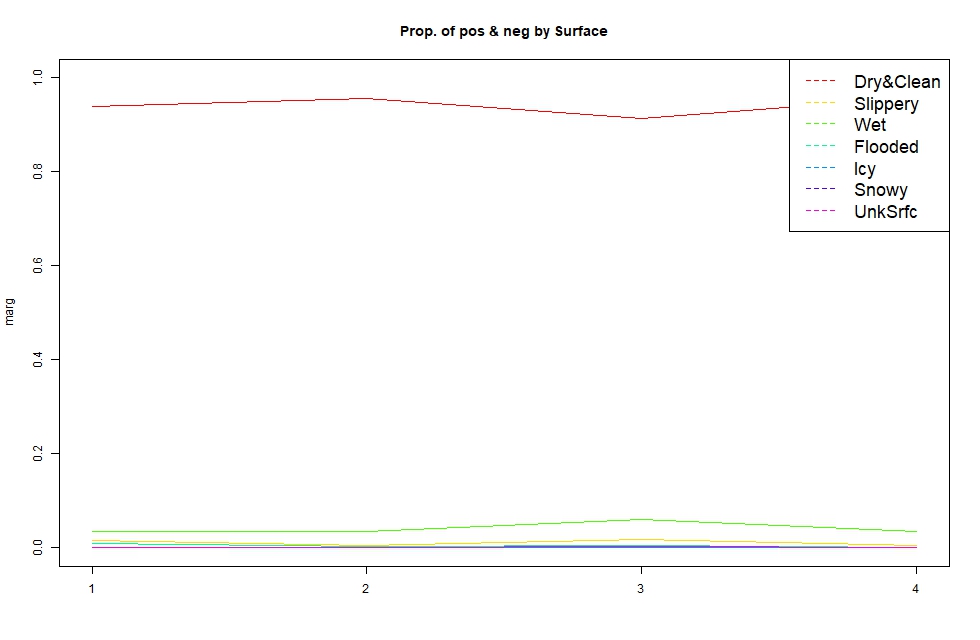 Prop. of pos & neg by Surface
Dry&Clean
Slippery
Wet
Flooded
Icy
Snowy
UnkSrfc
marg
1.0
0.8
0.6
0.4
0.2
0.0
1 2 3 4